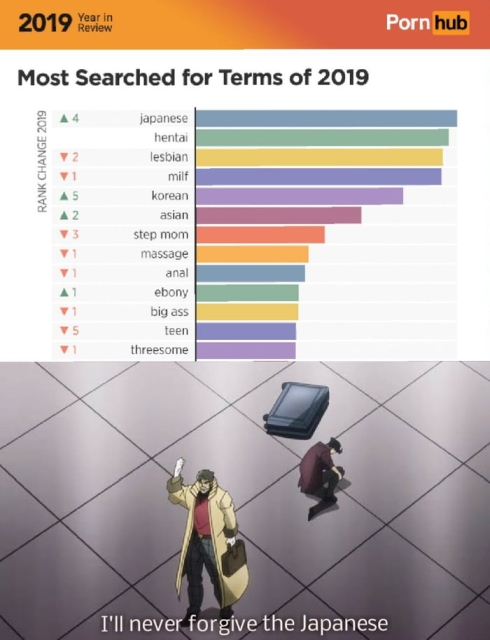 2019 Year in Review
Porn hub
Most Searched for Terms of 2019
RANK CHANGE 2019
▲ 4 japanese
hentai
▼ 2 lesbian
▼ 1 milf
▲ 5 korean
▲ 2 asian
▼ 3 step mom
▼ 1 massage
▼ 1 anal
▲ 1 ebony
▼ 1 big ass
▼ 5 teen
▼ 1 threesome
I'll never forgive the Japanese